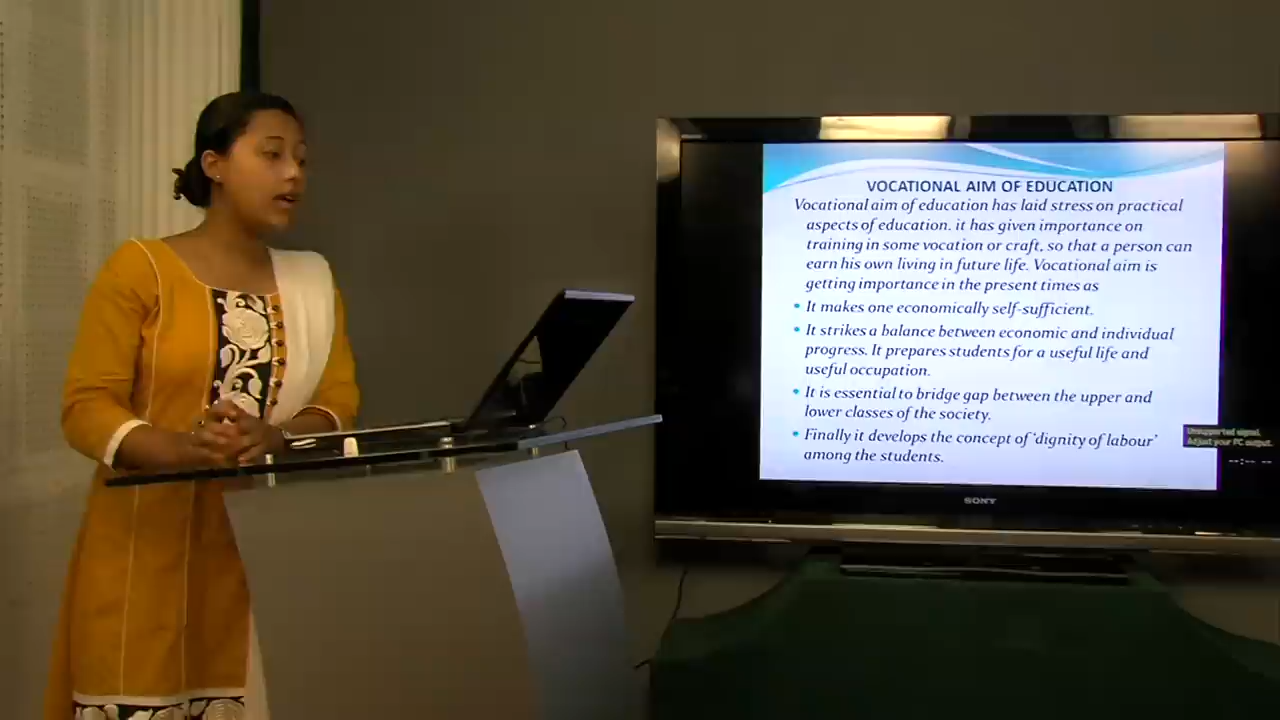 VOCATIONAL AIM OF EDUCATION
Vocational aim of education has laid stress on practical
aspects of education. it has given importance on
training in some vocation or craft, so that a person can
earn his own living in future life. Vocational aim is
getting importance in the present times as
• It makes one economically self-sufficient.
• It strikes a balance between economic and individual
progress. It prepares students for a useful life and
useful occupation.
• It is essential to bridge gap between the upper and
lower classes of the society.
• Finally it develops the concept of 'dignity of labour'
among the students.
Unsupported signal.
Adjust your PC output.
--:-- --
SONY